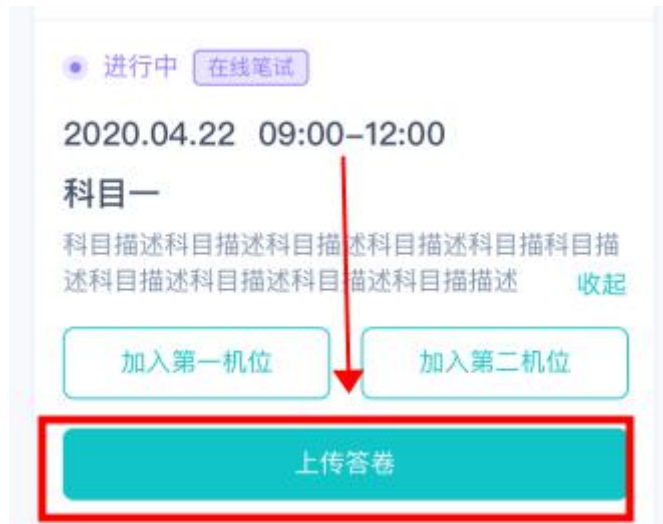 进行中 在线笔试
2020.04.22 09:00-12:00
科目一
科目描述科目描述科目描述科目描述科目描科目描
述科目描述科目描述科目描述科目描描述 收起
加入第一机位 加入第二机位
上传答卷